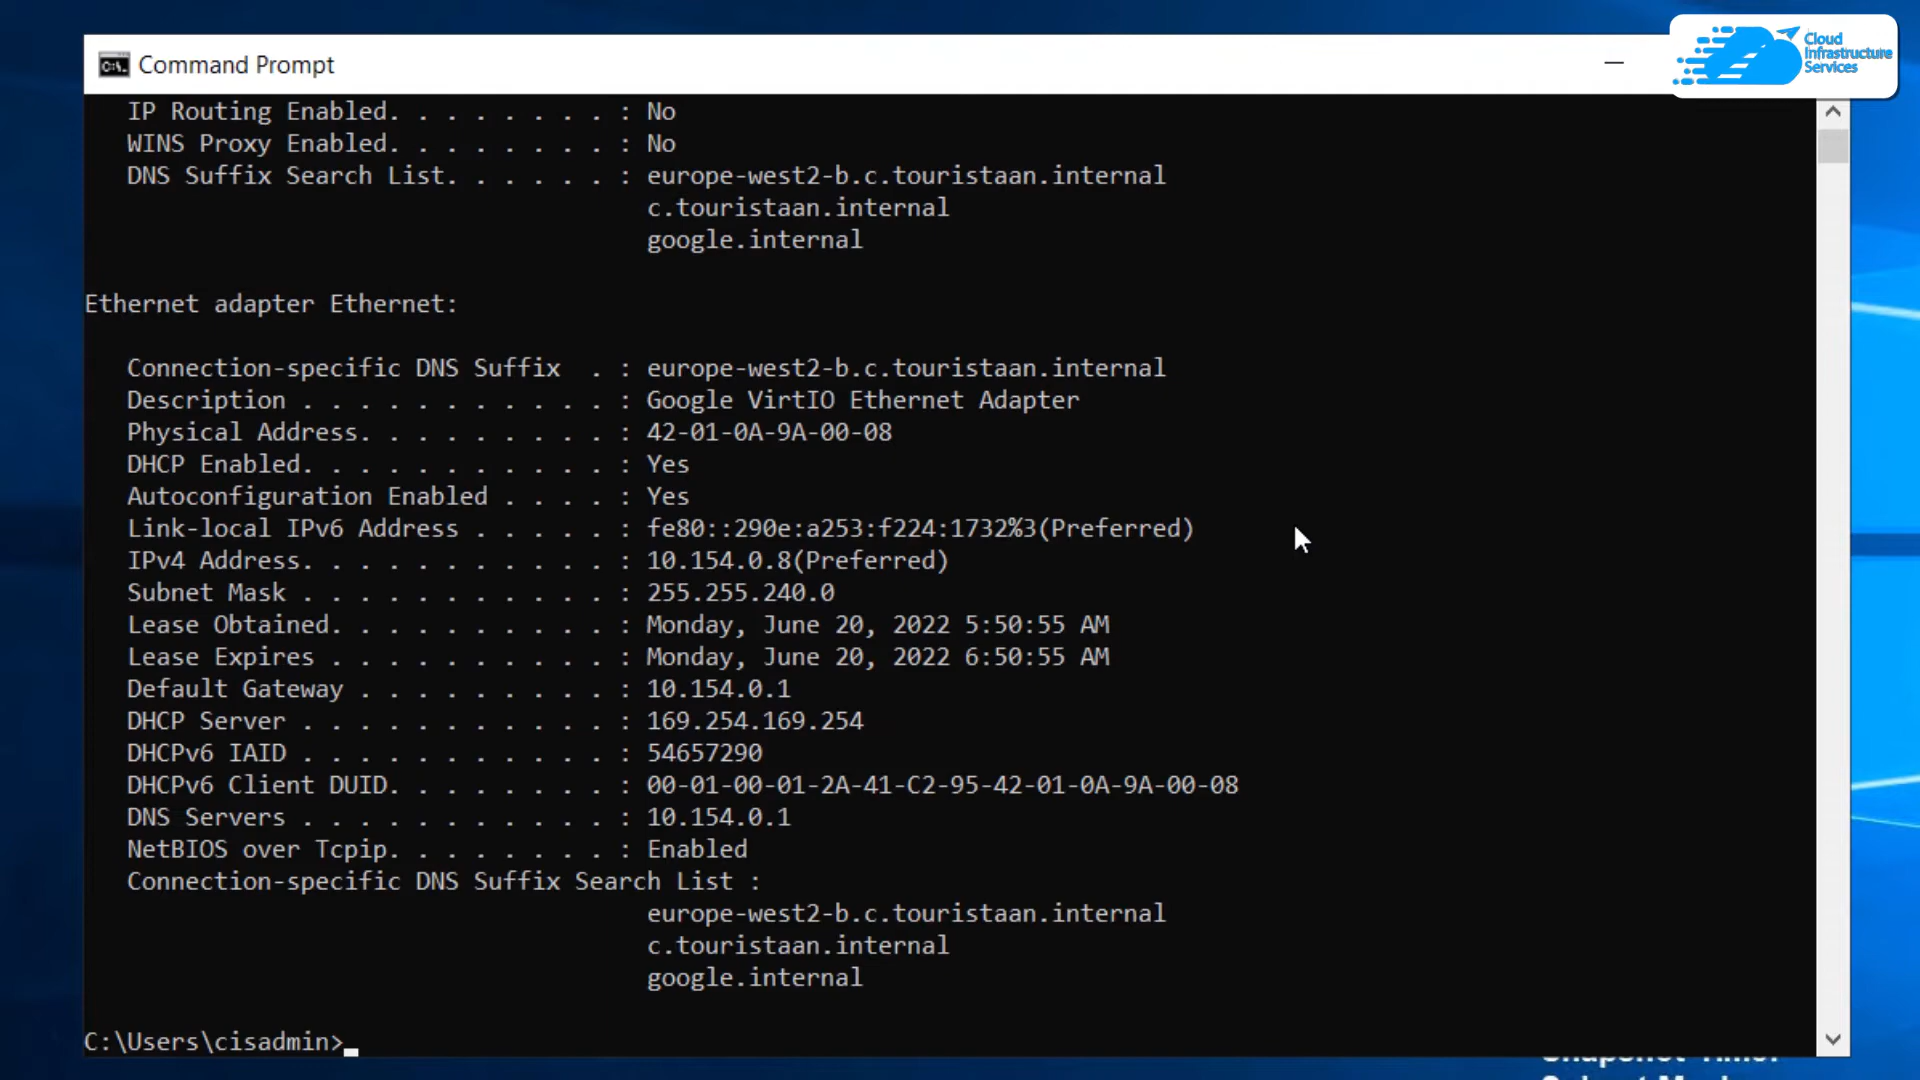 Cloud
Infrastructure
Services
Command Prompt
IP Routing Enabled. . . . . . . . : No
WINS Proxy Enabled. . . . . . . . : No
DNS Suffix Search List. . . . . . : europe-west2-b.c.touristaan.internal
c.touristaan.internal
google.internal
Ethernet adapter Ethernet:
Connection-specific DNS Suffix  . : europe-west2-b.c.touristaan.internal
Description . . . . . . . . . . . : Google VirtIO Ethernet Adapter
Physical Address. . . . . . . . . : 42-01-0A-9A-00-08
DHCP Enabled. . . . . . . . . . . : Yes
Autoconfiguration Enabled . . . . : Yes
Link-local IPv6 Address . . . . . : fe80::290e:a253:f224:1732%3(Preferred)
IPv4 Address. . . . . . . . . . . : 10.154.0.8(Preferred)
Subnet Mask . . . . . . . . . . . : 255.255.240.0
Lease Obtained. . . . . . . . . . : Monday, June 20, 2022 5:50:55 AM
Lease Expires . . . . . . . . . . : Monday, June 20, 2022 6:50:55 AM
Default Gateway . . . . . . . . . : 10.154.0.1
DHCP Server . . . . . . . . . . . : 169.254.169.254
DHCPv6 IAID . . . . . . . . . . . : 54657290
DHCPv6 Client DUID. . . . . . . . : 00-01-00-01-2A-41-C2-95-42-01-0A-9A-00-08
DNS Servers . . . . . . . . . . . : 10.154.0.1
NetBIOS over Tcpip. . . . . . . . : Enabled
Connection-specific DNS Suffix Search List :
europe-west2-b.c.touristaan.internal
c.touristaan.internal
google.internal
C:\Users\cisadmin>